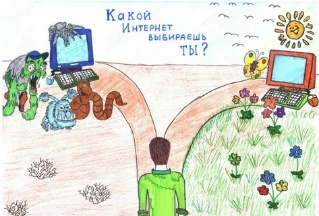 Какой
Интернет
выбираешь
ты?